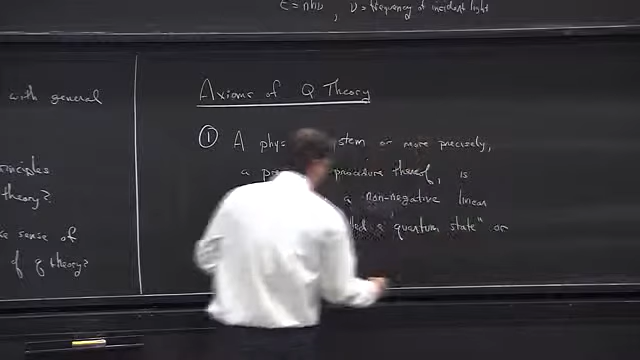 E = nhν, ν = frequency of incident light
with general
principles
theory?
sense of
of q theory?
Axioms of Q Theory
① A phys stem or more precisely,
a procedure thereof, is
a non-negative linear
called a "quantum state" or